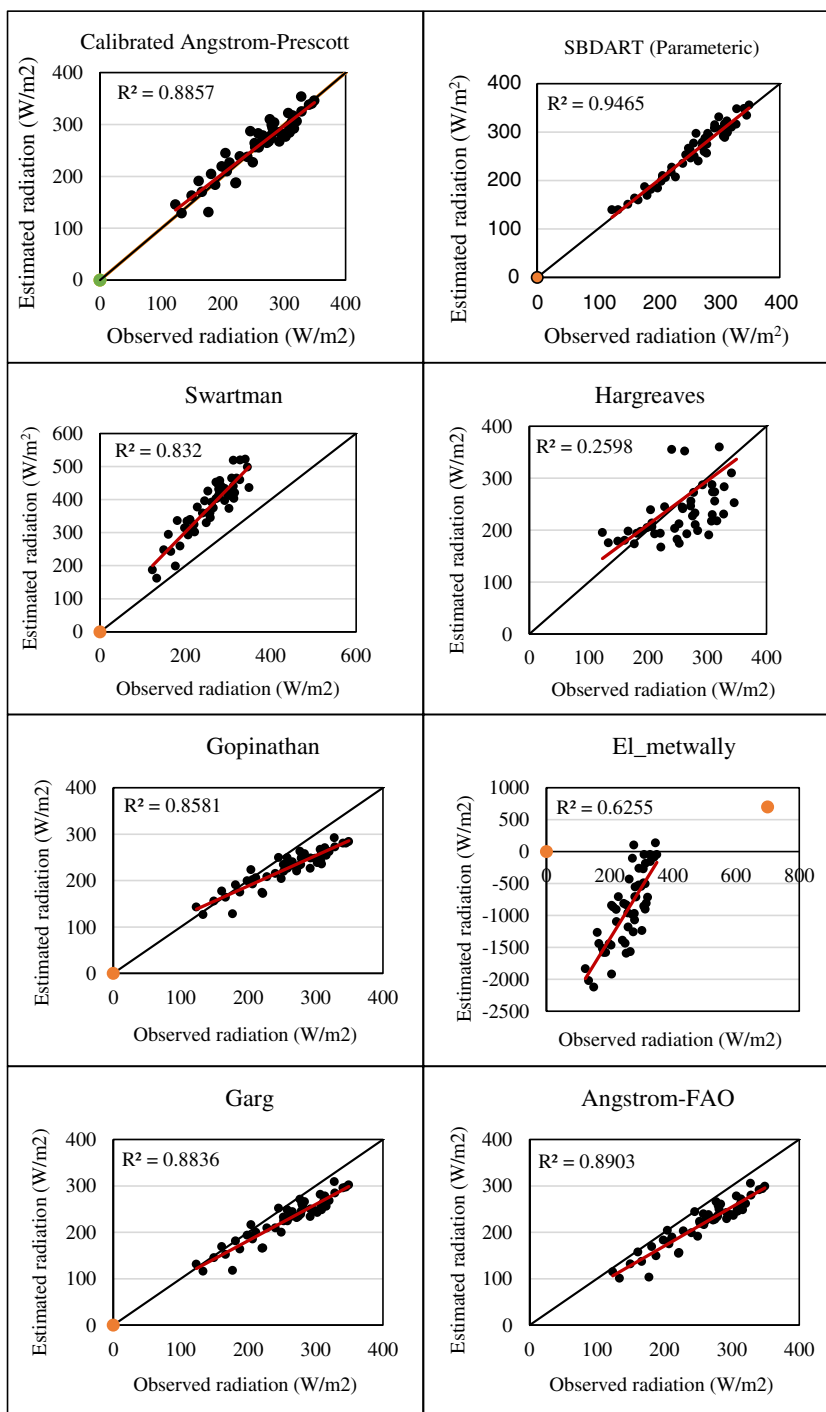 Calibrated Angstrom-Prescott
R² = 0.8857
Estimated radiation (W/m2)
400
300
200
100
0
0 100 200 300 400
Observed radiation (W/m2)
SBDART (Parameteric)
R² = 0.9465
Estimated radiation (W/m²)
400
300
200
100
0
0 100 200 300 400
Observed radiation (W/m²)
Swartman
R² = 0.832
Estimated radiation (W/m²)
600
500
400
300
200
100
0
0 200 400 600
Observed radiation (W/m2)
Hargreaves
R² = 0.2598
Estimated radiation (W/m2)
400
300
200
100
0
0 100 200 300 400
Observed radiation (W/m2)
Gopinathan
R² = 0.8581
Estimated radiation (W/m2)
400
300
200
100
0
0 100 200 300 400
Observed radiation (W/m2)
El_metwally
R² = 0.6255
Estimated radiation (W/m2)
1000
500
0
-500
-1000
-1500
-2000
-2500
0 200 400 600 800
Observed radiation (W/m2)
Garg
R² = 0.8836
Estimated radiation (W/m2)
400
300
200
100
0
0 100 200 300 400
Observed radiation (W/m2)
Angstrom-FAO
R² = 0.8903
Estimated radiation (W/m2)
400
300
200
100
0
0 100 200 300 400
Observed radiation (W/m2)